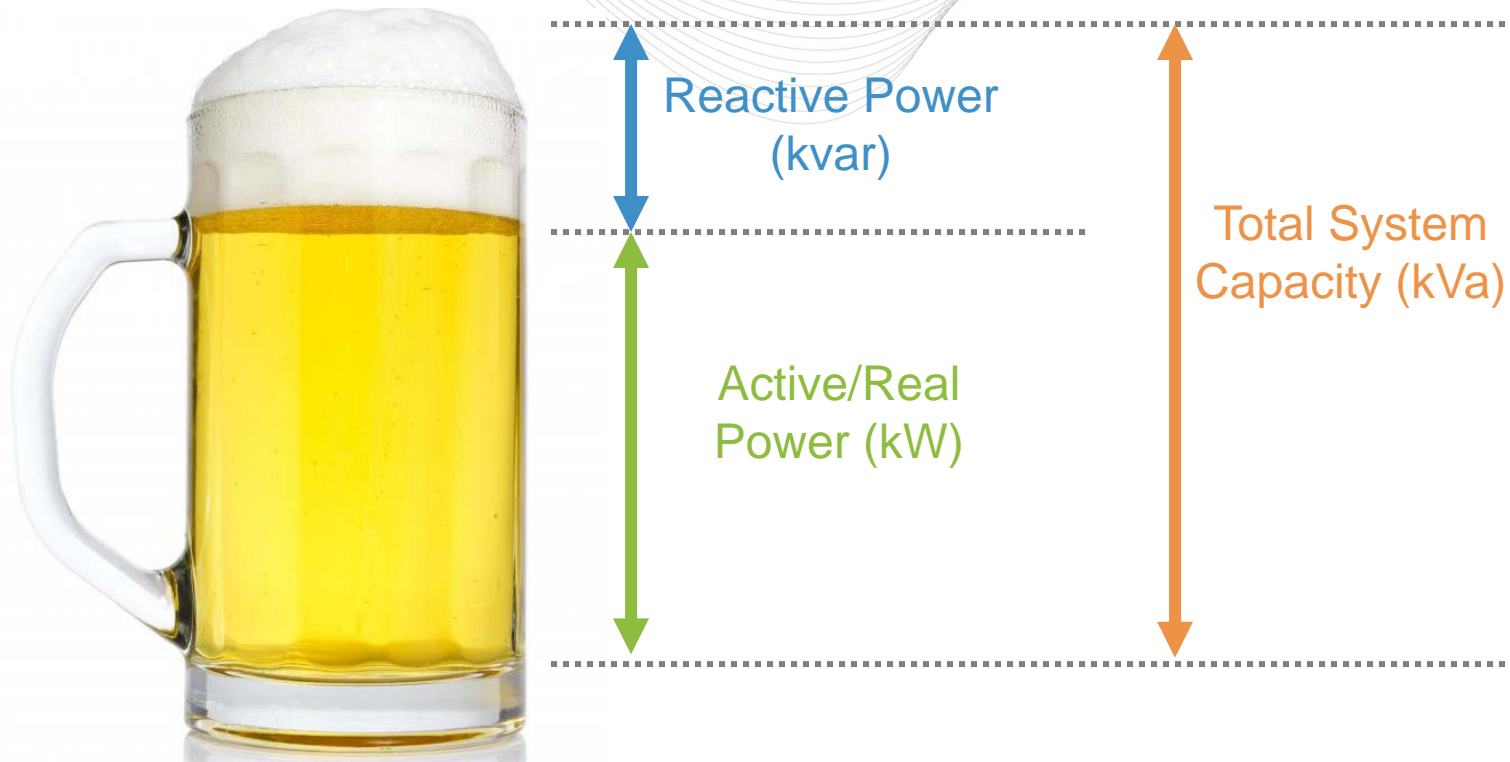 Reactive Power
(kvar)
Total System
Capacity (kVa)
Active/Real
Power (kW)